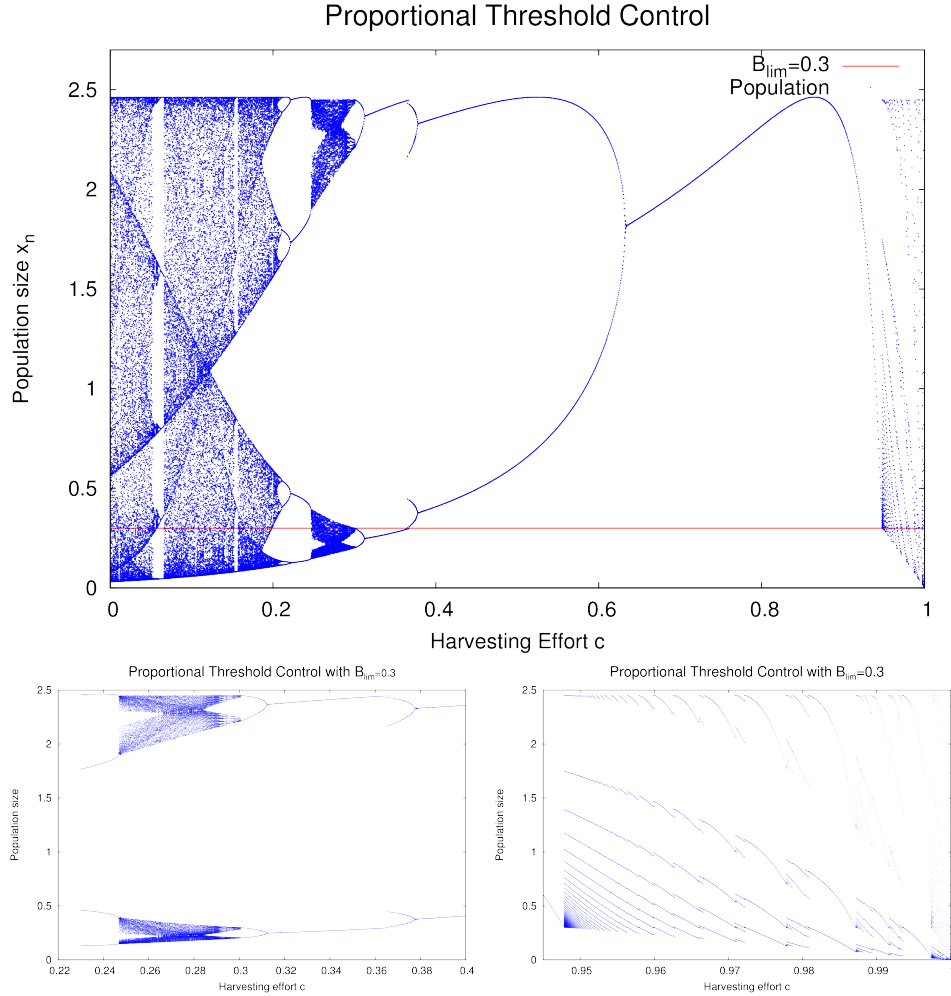 Proportional Threshold Control
Blim=0.3
Population
2.5
2
1.5
1
0.5
0
Population size xn
0 0.2 0.4 0.6 0.8 1
Harvesting Effort c
Proportional Threshold Control with Blim=0.3
2.5
2
1.5
1
0.5
0
Population size
0.22 0.24 0.26 0.28 0.3 0.32 0.34 0.36 0.38 0.4
Harvesting effort c
Proportional Threshold Control with Blim=0.3
2.5
2
1.5
1
0.5
0
Population size
0.95 0.96 0.97 0.98 0.99
Harvesting effort c